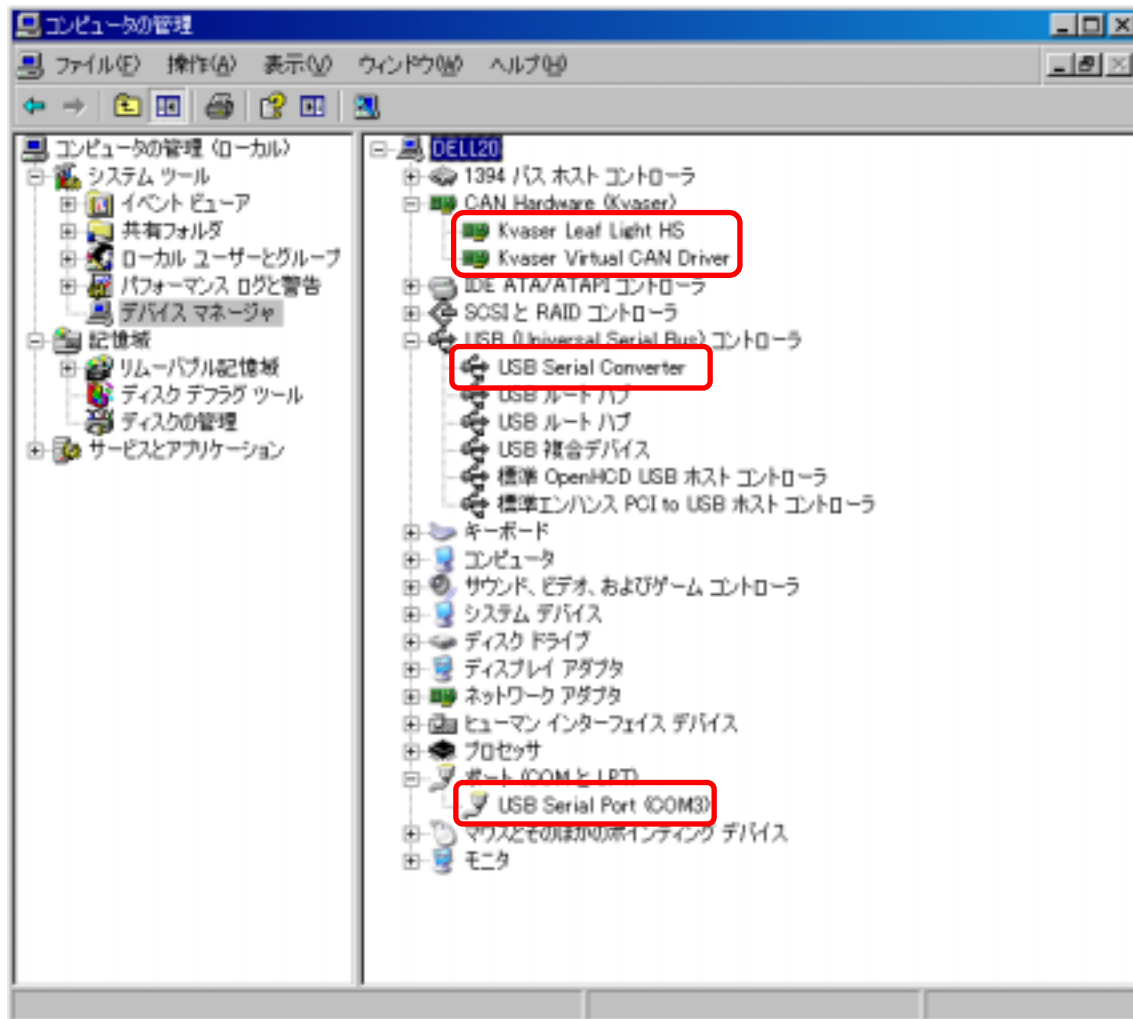 コンピュータの管理
ファイル(F) 操作(A) 表示(V) ウィンドウ(W) ヘルプ(H)
コンピュータの管理 (ローカル)
システム ツール
イベント ビューア
共有フォルダ
ローカル ユーザーとグループ
パフォーマンス ログと警告
デバイス マネージャ
記憶域
リムーバブル記憶域
ディスク デフラグ ツール
ディスクの管理
サービスとアプリケーション
DELL20
1394 バス ホスト コントローラ
CAN Hardware (Kvaser)
Kvaser Leaf Light HS
Kvaser Virtual CAN Driver
IDE ATA/ATAPI コントローラ
SCSI と RAID コントローラ
USB (Universal Serial Bus) コントローラ
USB Serial Converter
USB ルート ハブ
USB ルート ハブ
USB 複合デバイス
標準 OpenHCD USB ホスト コントローラ
標準エンハンス PCI to USB ホスト コントローラ
キーボード
コンピュータ
サウンド、ビデオ、およびゲーム コントローラ
システム デバイス
ディスク ドライブ
ディスプレイ アダプタ
ネットワーク アダプタ
ヒューマン インターフェイス デバイス
プロセッサ
ポート (COM と LPT)
USB Serial Port (COM3)
マウスとそのほかのポインティング デバイス
モニタ